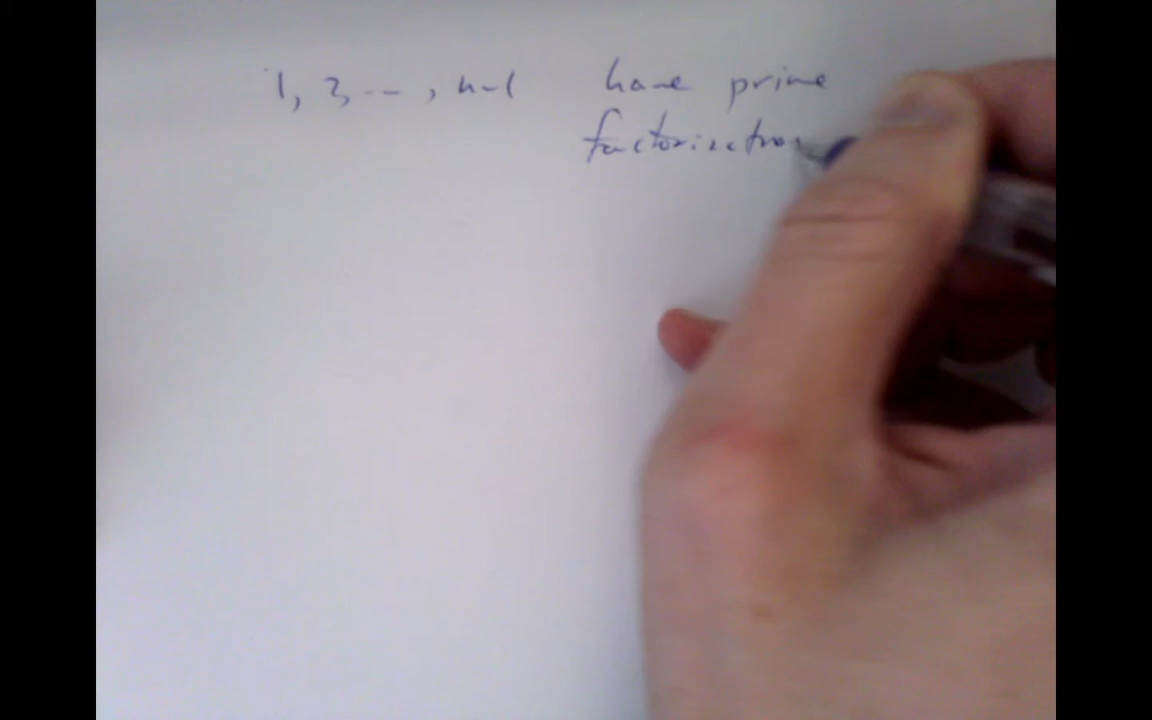 1, 2, ... , n-1 have prime
factorization